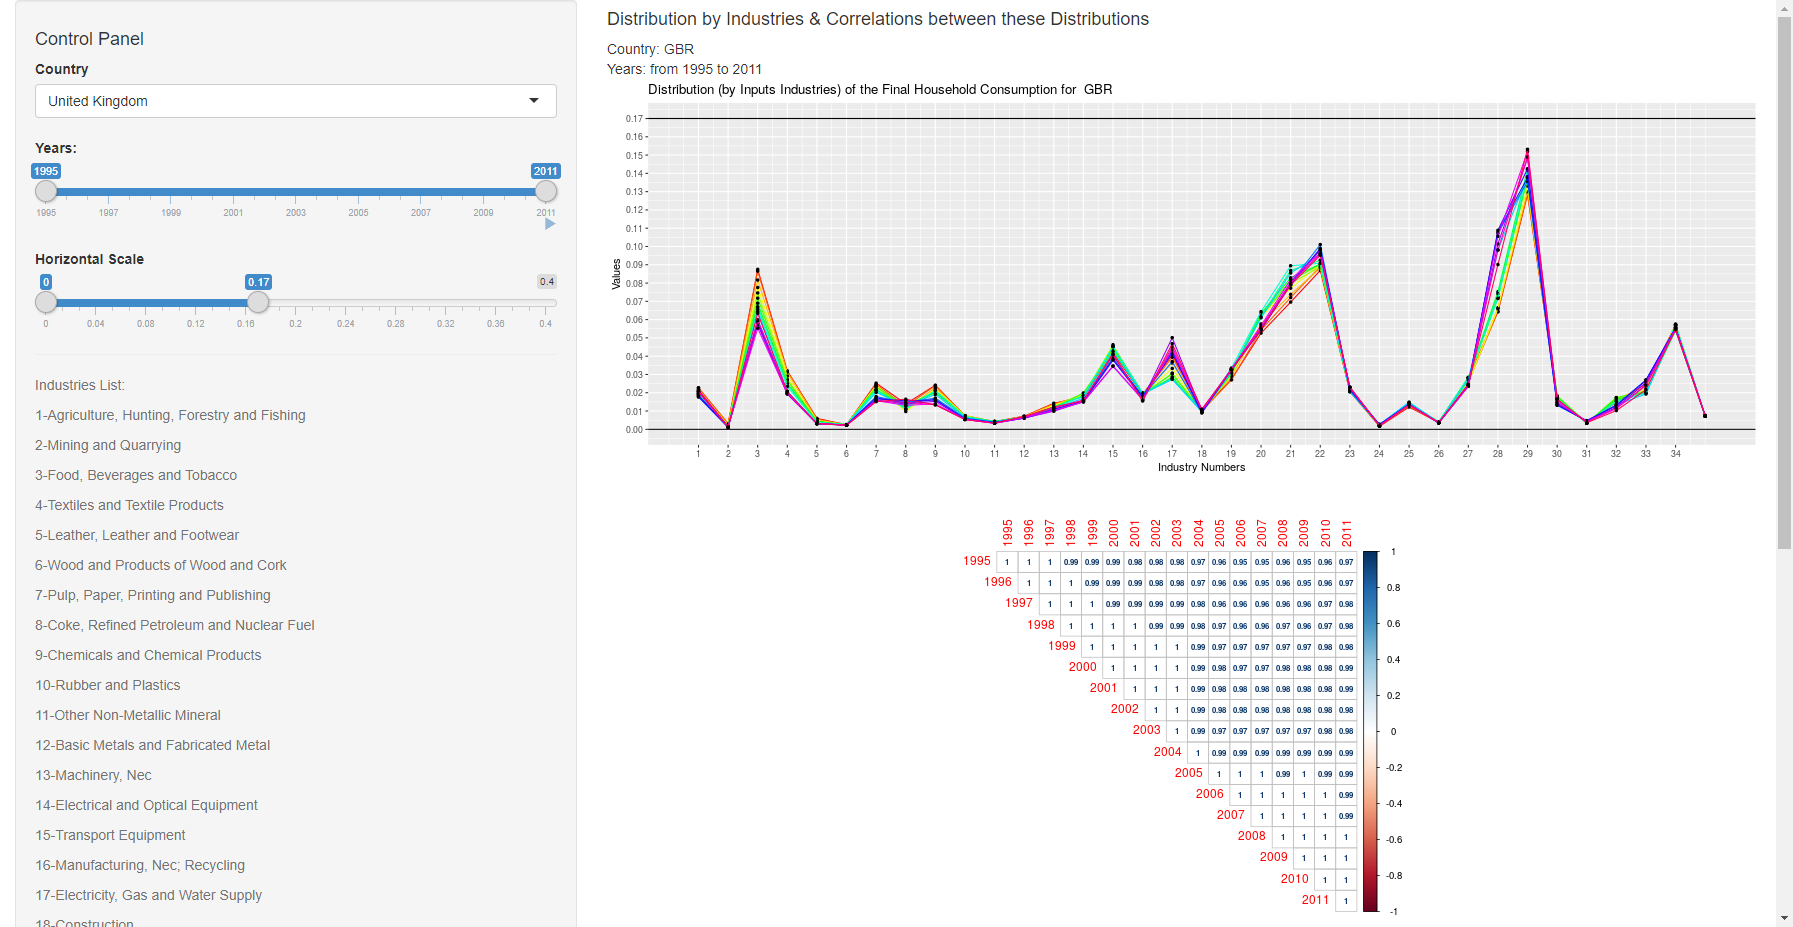 Control Panel
Country
United Kingdom
Years:
1995 2011
1995 1997 1999 2001 2003 2005 2007 2009 2011
Horizontal Scale
0 0.17 0.4
0 0.04 0.08 0.12 0.16 0.2 0.24 0.28 0.32 0.36 0.4
Industries List:
1-Agriculture, Hunting, Forestry and Fishing
2-Mining and Quarrying
3-Food, Beverages and Tobacco
4-Textiles and Textile Products
5-Leather, Leather and Footwear
6-Wood and Products of Wood and Cork
7-Pulp, Paper, Printing and Publishing
8-Coke, Refined Petroleum and Nuclear Fuel
9-Chemicals and Chemical Products
10-Rubber and Plastics
11-Other Non-Metallic Mineral
12-Basic Metals and Fabricated Metal
13-Machinery, Nec
14-Electrical and Optical Equipment
15-Transport Equipment
16-Manufacturing, Nec; Recycling
17-Electricity, Gas and Water Supply
18-Construction
Distribution by Industries & Correlations between these Distributions
Country: GBR
Years: from 1995 to 2011
Distribution (by Inputs Industries) of the Final Household Consumption for GBR
Values
0.17
0.16
0.15
0.14
0.13
0.12
0.11
0.10
0.09
0.08
0.07
0.06
0.05
0.04
0.03
0.02
0.01
0.00
1 2 3 4 5 6 7 8 9 10 11 12 13 14 15 16 17 18 19 20 21 22 23 24 25 26 27 28 29 30 31 32 33 34
Industry Numbers
1995 1996 1997 1998 1999 2000 2001 2002 2003 2004 2005 2006 2007 2008 2009 2010 2011
1995 1 1 1 0.99 0.99 0.99 0.98 0.98 0.98 0.97 0.96 0.95 0.95 0.96 0.95 0.96 0.97
1996 1 1 1 0.99 0.99 0.99 0.98 0.98 0.97 0.96 0.96 0.95 0.96 0.95 0.96 0.97
1997 1 1 1 0.99 0.99 0.99 0.99 0.98 0.96 0.96 0.96 0.96 0.96 0.97 0.98
1998 1 1 1 1 0.99 0.99 0.98 0.97 0.96 0.96 0.97 0.96 0.97 0.98
1999 1 1 1 1 1 0.99 0.97 0.97 0.97 0.97 0.97 0.98 0.98
2000 1 1 1 1 0.99 0.98 0.97 0.97 0.98 0.98 0.98 0.99
2001 1 1 1 0.99 0.98 0.98 0.98 0.98 0.98 0.98 0.99
2002 1 1 0.99 0.98 0.98 0.98 0.98 0.98 0.98 0.98
2003 1 0.99 0.97 0.97 0.97 0.97 0.97 0.98 0.98
2004 1 0.99 0.99 0.99 0.99 0.99 0.99 0.99
2005 1 1 1 0.99 1 0.99 0.99
2006 1 1 1 1 1 0.99
2007 1 1 1 1 0.99
2008 1 1 1 1
2009 1 1 1
2010 1 1
2011 1
1
0.8
0.6
0.4
0.2
0
-0.2
-0.4
-0.6
-0.8
-1